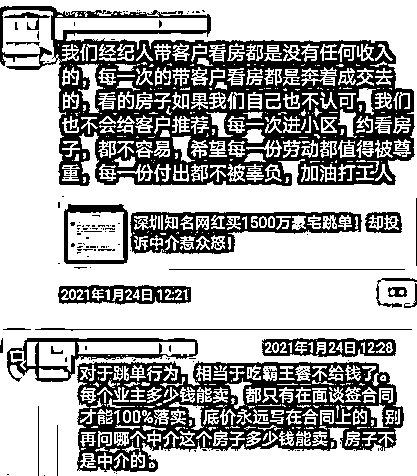 我们经纪人带客户看房都是没有任何收入
的，每一次的带客户看房都是奔着成交去
的，看的房子如果我们自己也不认可，我们
也不会给客户推荐，每一次进小区，约看房
子，都不容易，希望每一份劳动都值得被尊
重，每一份付出都不被辜负，加油打工人
深圳知名网红买1500万豪宅跳单！却投
诉中介惹众怒！
2021年1月24日 12:21
2021年1月24日 12:28
对于跳单行为，相当于吃霸王餐不给钱了。
每个业主多少钱能卖，都只有在面谈签合同
才能100%落实，底价永远写在合同上的，别
再问哪个中介这个房子多少钱能卖，房子不
是中介的。